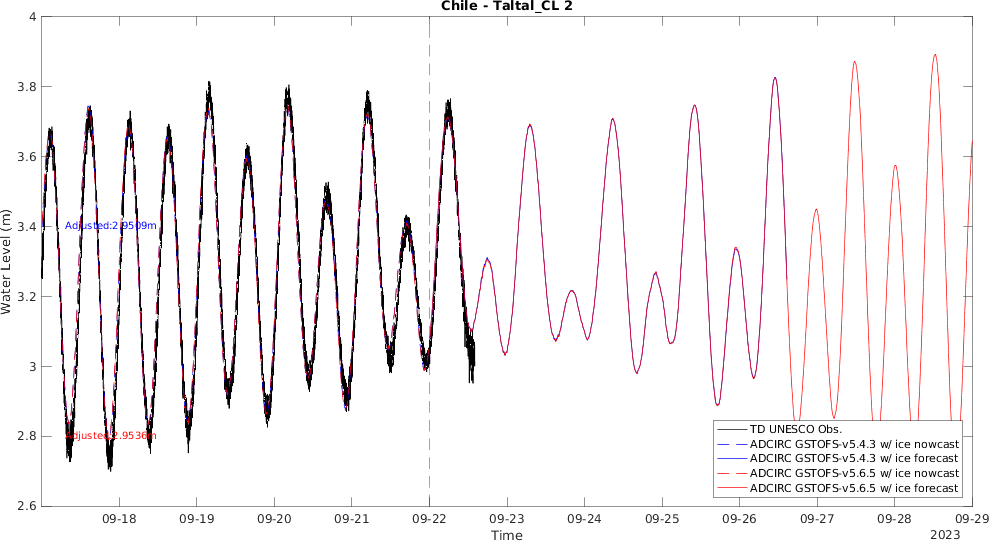 Chile - Taltal_CL 2
4
3.8
3.6
3.4
3.2
3
2.8
2.6
Water Level (m)
Adjusted:2.9509m
Adjusted:2.9536m
TD UNESCO Obs.
ADCIRC GSTOFS-v5.4.3 w/ ice nowcast
ADCIRC GSTOFS-v5.4.3 w/ ice forecast
ADCIRC GSTOFS-v5.6.5 w/ ice nowcast
ADCIRC GSTOFS-v5.6.5 w/ ice forecast
09-18 09-19 09-20 09-21 09-22 09-23 09-24 09-25 09-26 09-27 09-28 09-29
Time
2023